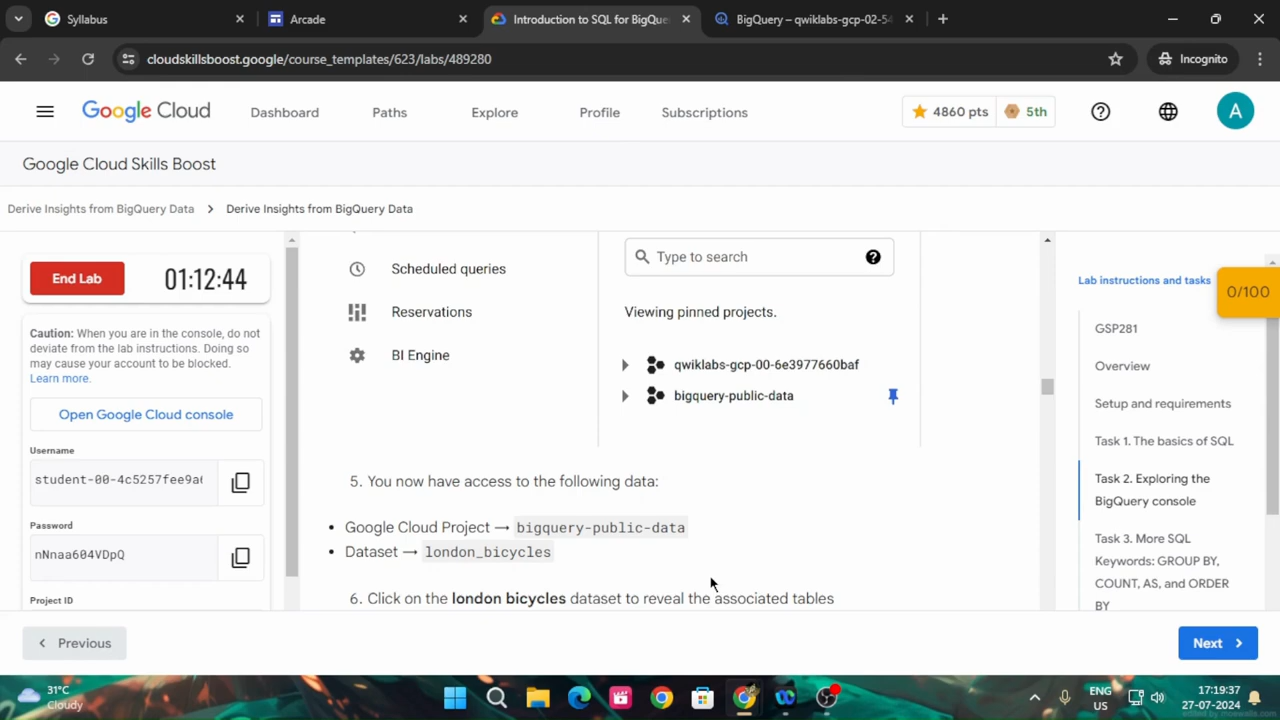 Syllabus
Arcade
Introduction to SQL for BigQue
BigQuery – qwiklabs-gcp-02-54
cloudskillsboost.google/course_templates/623/labs/489280
Incognito
Google Cloud
Dashboard
Paths
Explore
Profile
Subscriptions
4860 pts
5th
A
Google Cloud Skills Boost
Derive Insights from BigQuery Data
Derive Insights from BigQuery Data
End Lab
01:12:44
Caution: When you are in the console, do not
deviate from the lab instructions. Doing so
may cause your account to be blocked.
Learn more.
Open Google Cloud console
Username
student-00-4c5257fee9a
Password
nNnaa604VDpQ
Project ID
Scheduled queries
Reservations
BI Engine
Type to search
Viewing pinned projects.
qwiklabs-gcp-00-6e3977660baf
bigquery-public-data
5. You now have access to the following data:
• Google Cloud Project → bigquery-public-data
• Dataset → london_bicycles
6. Click on the london bicycles dataset to reveal the associated tables
Lab instructions and tasks
0/100
GSP281
Overview
Setup and requirements
Task 1. The basics of SQL
Task 2. Exploring the
BigQuery console
Task 3. More SQL
Keywords: GROUP BY,
COUNT, AS, and ORDER
BY
Previous
Next
31°C
Cloudy
ENG
US
17:19:37
27-07-2024